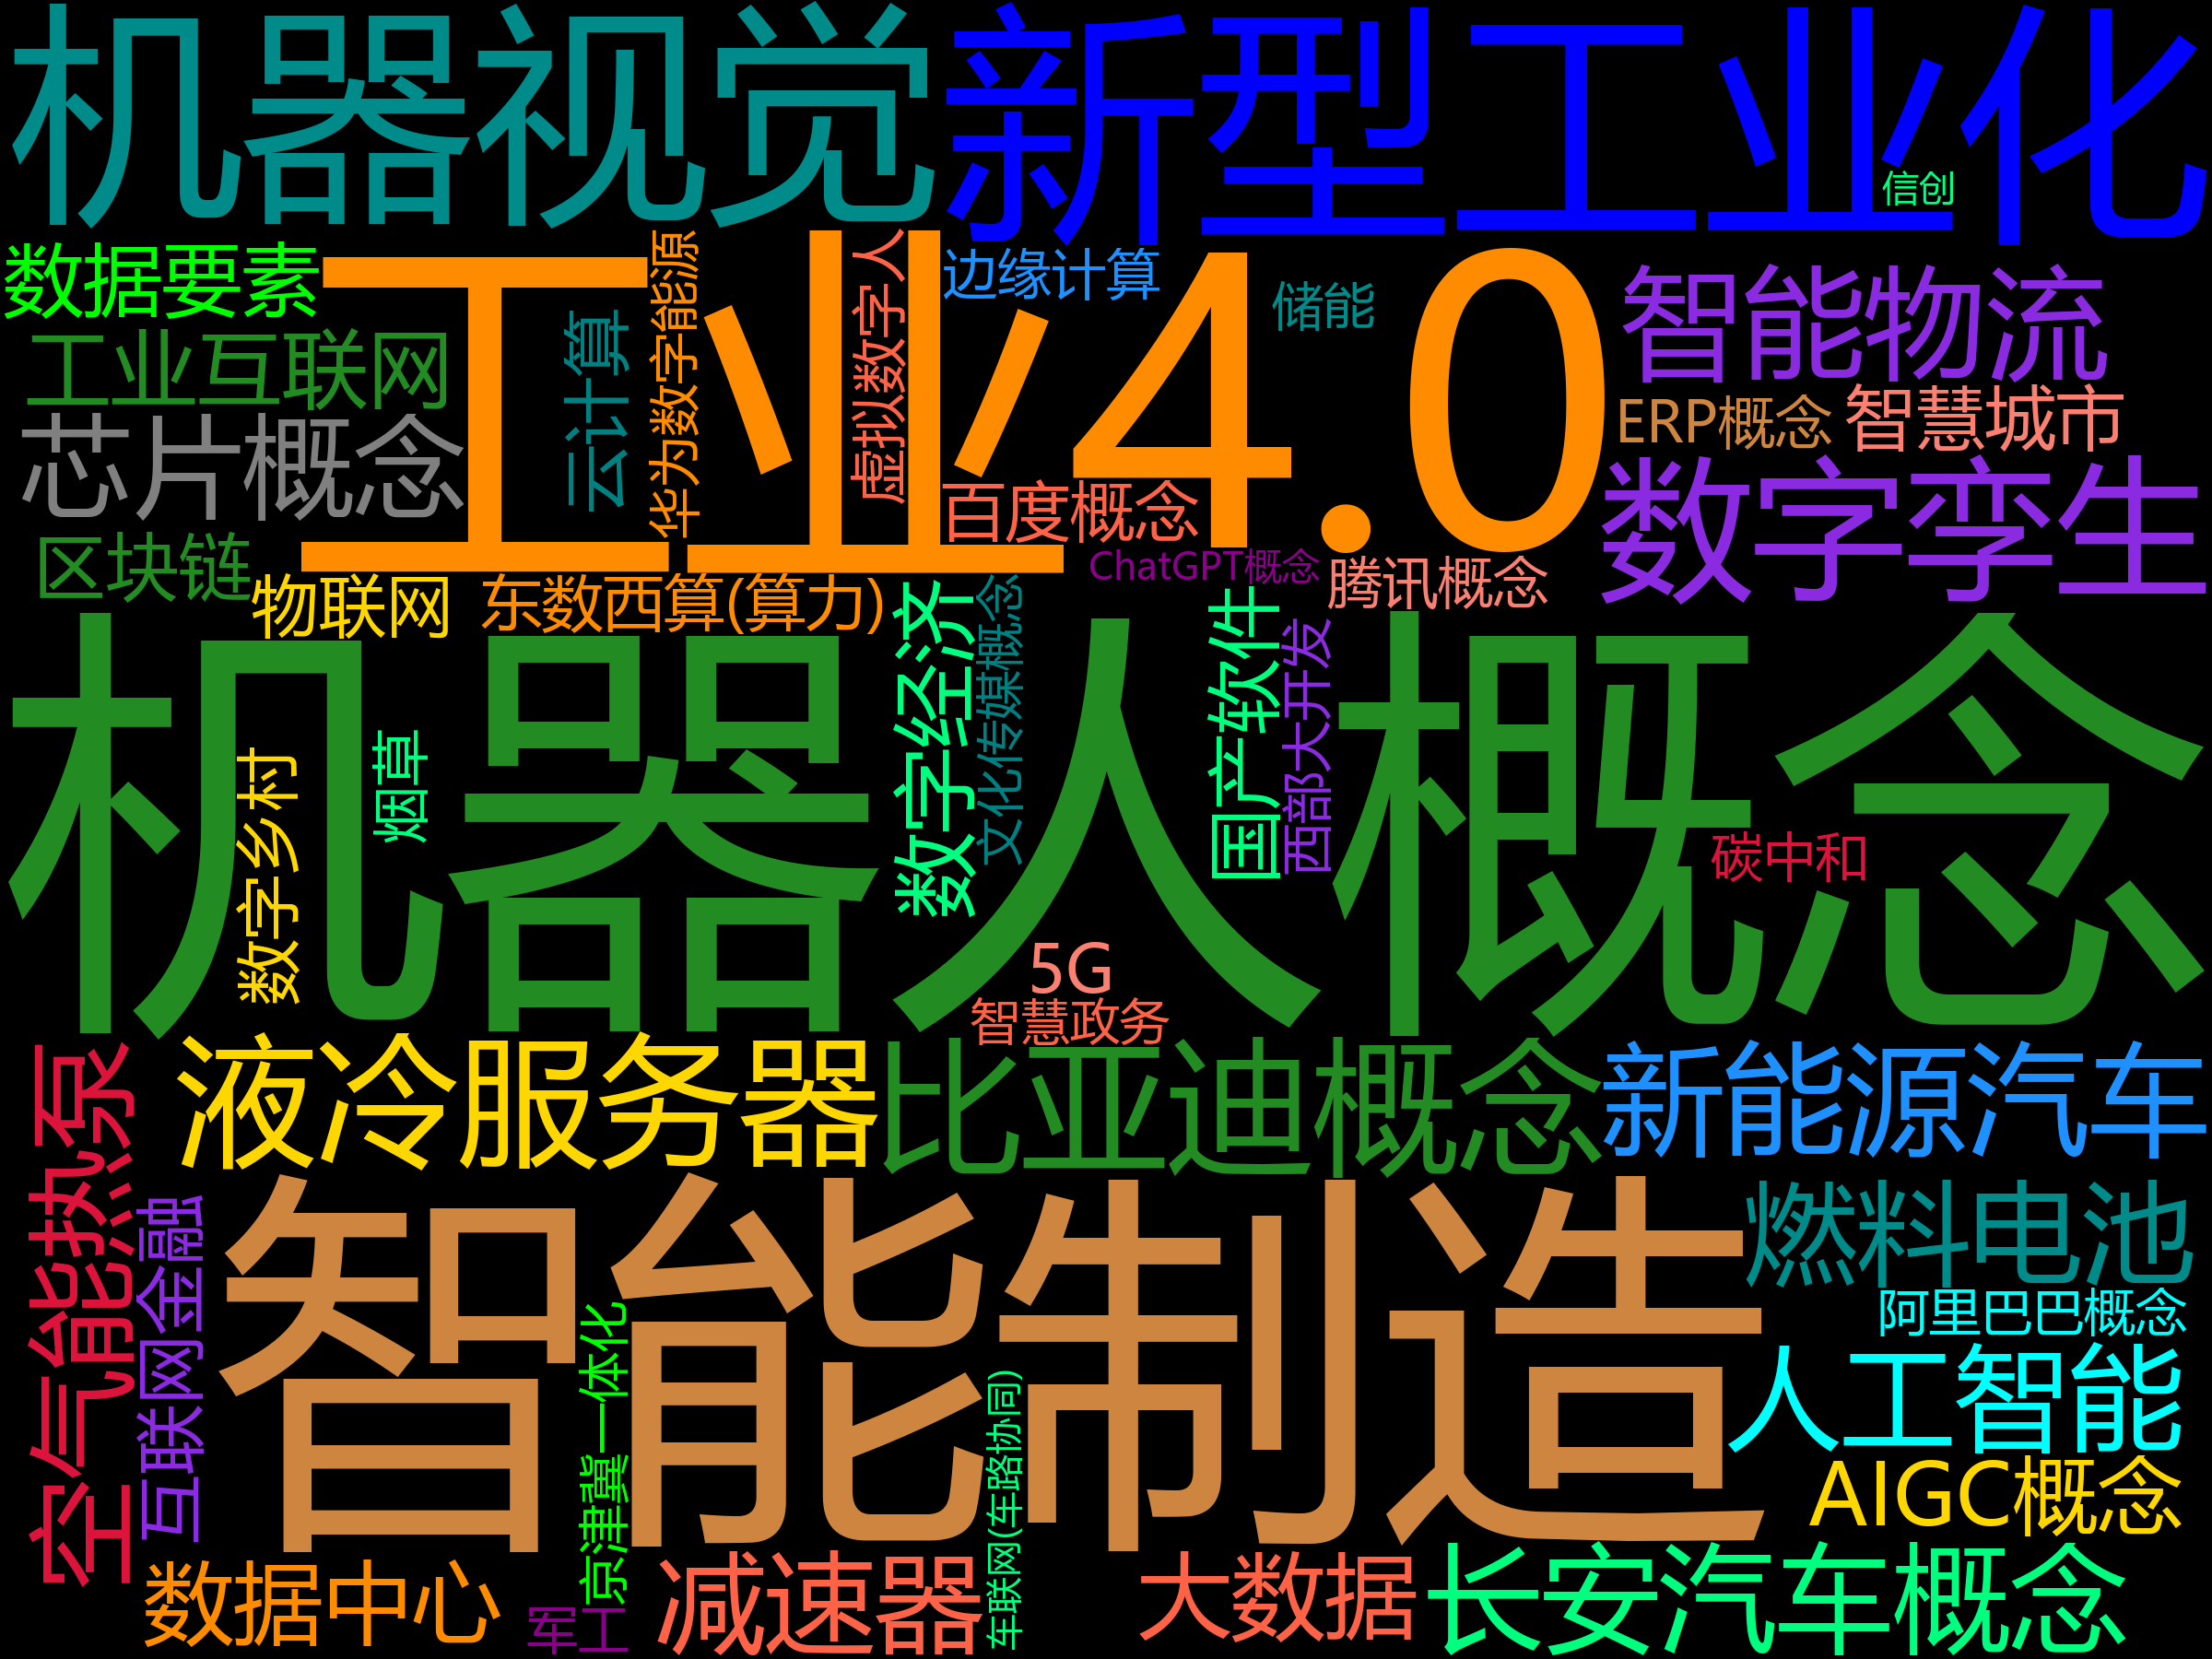 机器视觉
新型工业化
信创
数据要素
工业4.0
华为数字能源
虚拟数字人
边缘计算
储能
智能物流
工业互联网
云计算
ERP概念
智慧城市
芯片概念
百度概念
数字孪生
区块链
ChatGPT概念
腾讯概念
物联网
东数西算(算力)
数字经济
文化传媒概念
国产软件
西部大开发
机器人概念
烟草
数字乡村
碳中和
5G
智慧政务
空气能热泵
液冷服务器
比亚迪概念
新能源汽车
智能制造
燃料电池
互联网金融
阿里巴巴概念
京津冀一体化
人工智能
车联网(车路协同)
AIGC概念
数据中心
军工
减速器
大数据
长安汽车概念